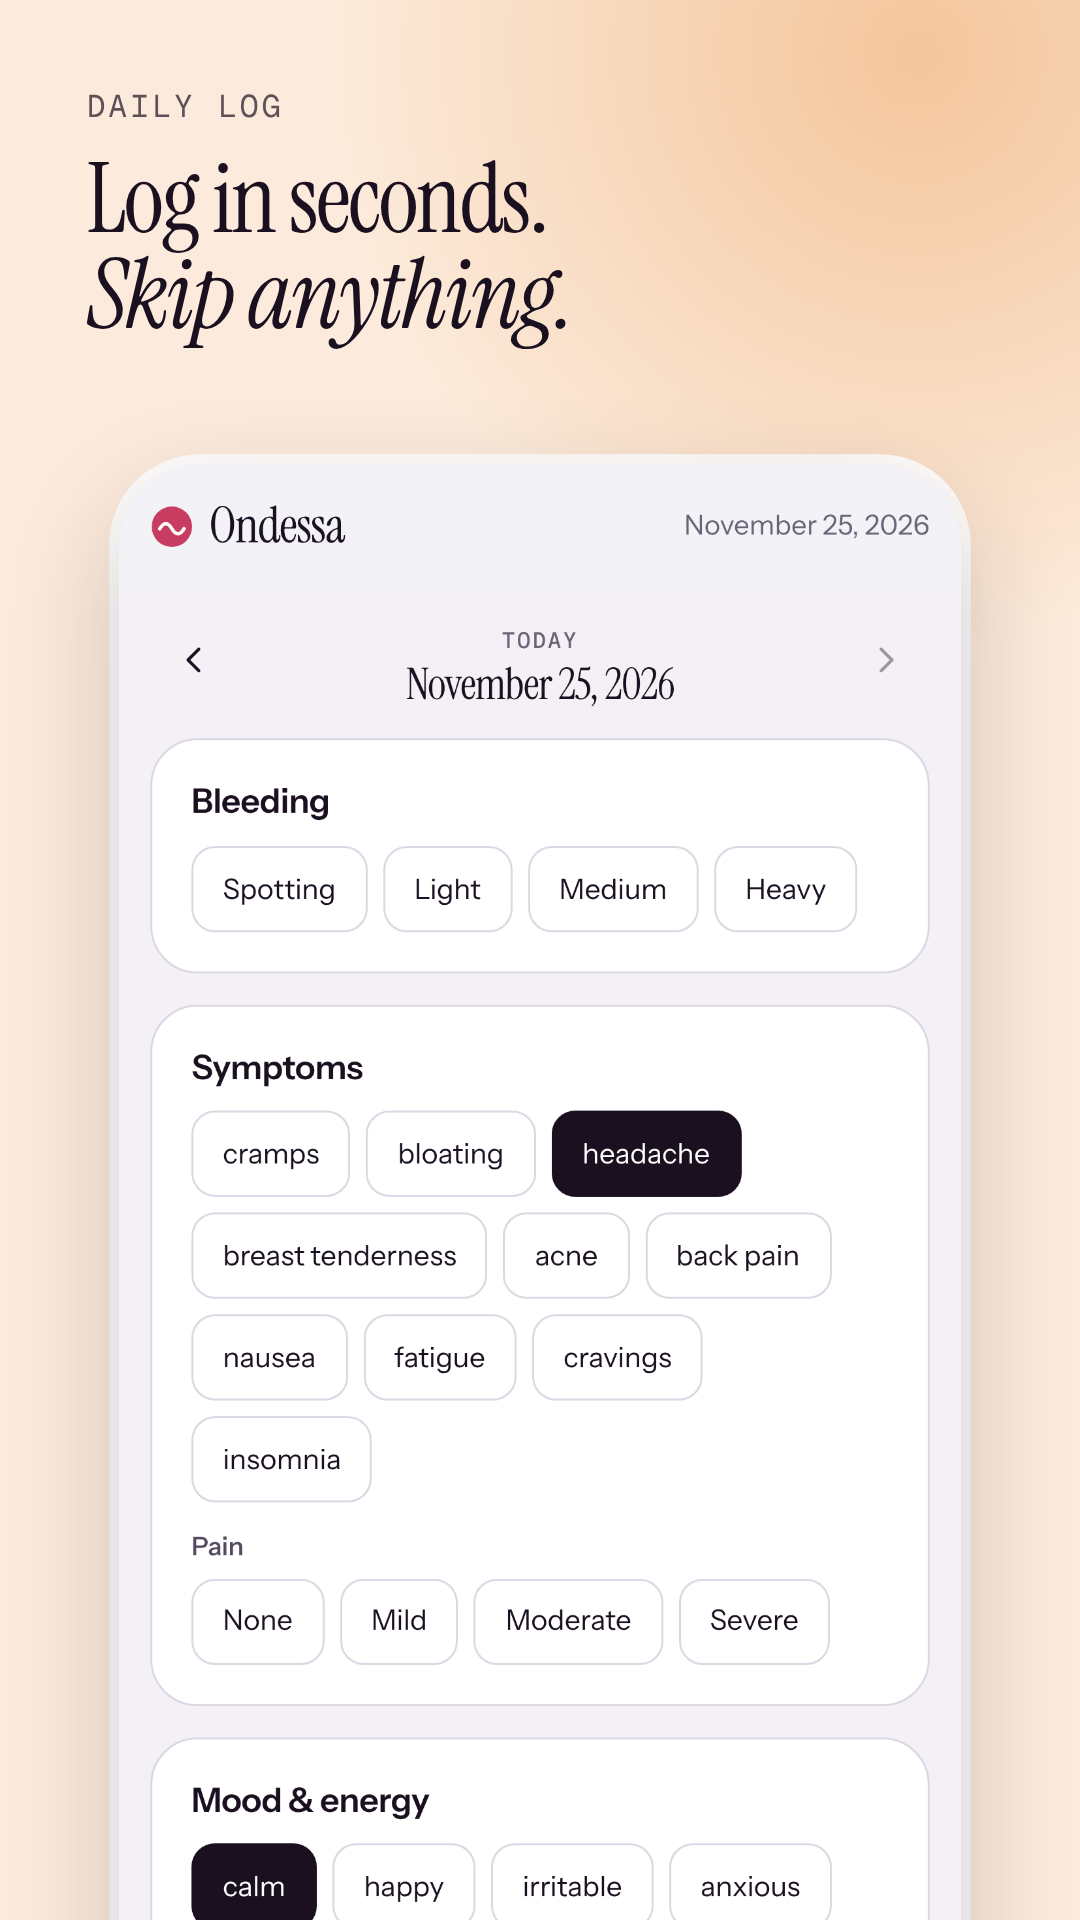 DAILY LOG
Log in seconds.
Skip anything.
Ondessa
November 25, 2026
TODAY
November 25, 2026
Bleeding
Spotting Light Medium Heavy
Symptoms
cramps bloating headache
breast tenderness acne back pain
nausea fatigue cravings
insomnia
Pain
None Mild Moderate Severe
Mood & energy
calm happy irritable anxious